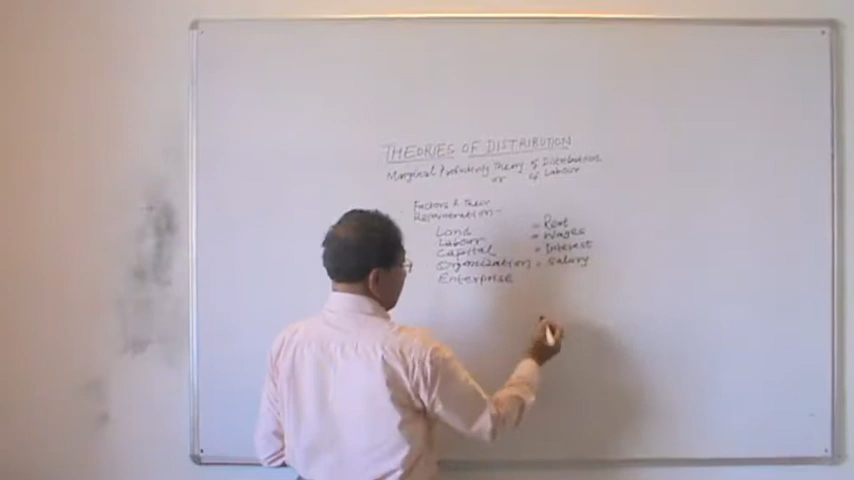 THEORIES OF DISTRIBUTION
Marginal Productivity Theory of Distribution
or of Labour
Factors & their
Remuneration-
Land = Rent
Labour = Wages
Capital = Interest
Organization = Salary
Enterprise